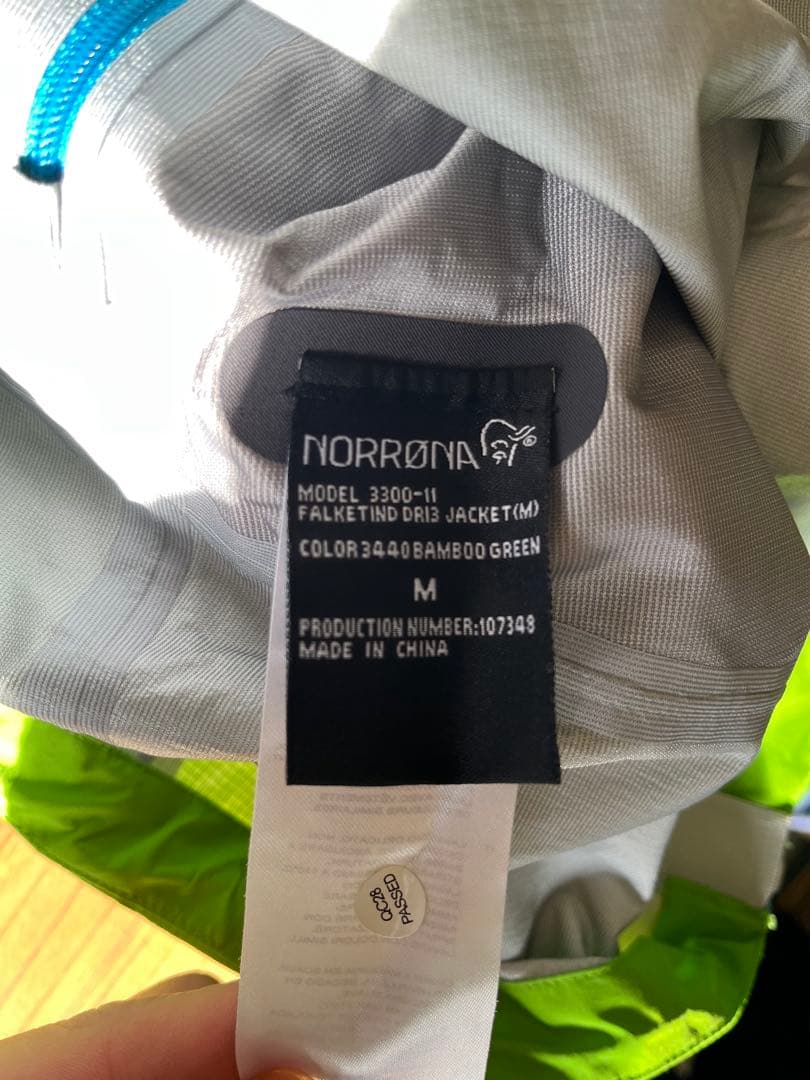 NORRØNA®
MODEL 3300-11
FALKETIND DRI3 JACKET(M)
COLOR 3440 BAMBOO GREEN
M
PRODUCTION NUMBER:107348
MADE IN CHINA
QC28
PASSED